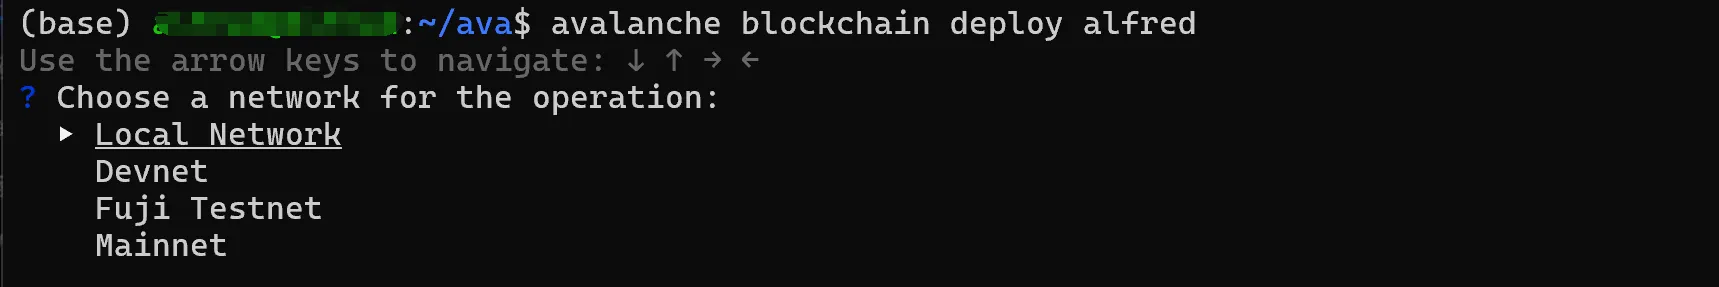 (base) :~/ava$ avalanche blockchain deploy alfred
Use the arrow keys to navigate: ↓ ↑ → ←
? Choose a network for the operation:
▸ Local Network
Devnet
Fuji Testnet
Mainnet